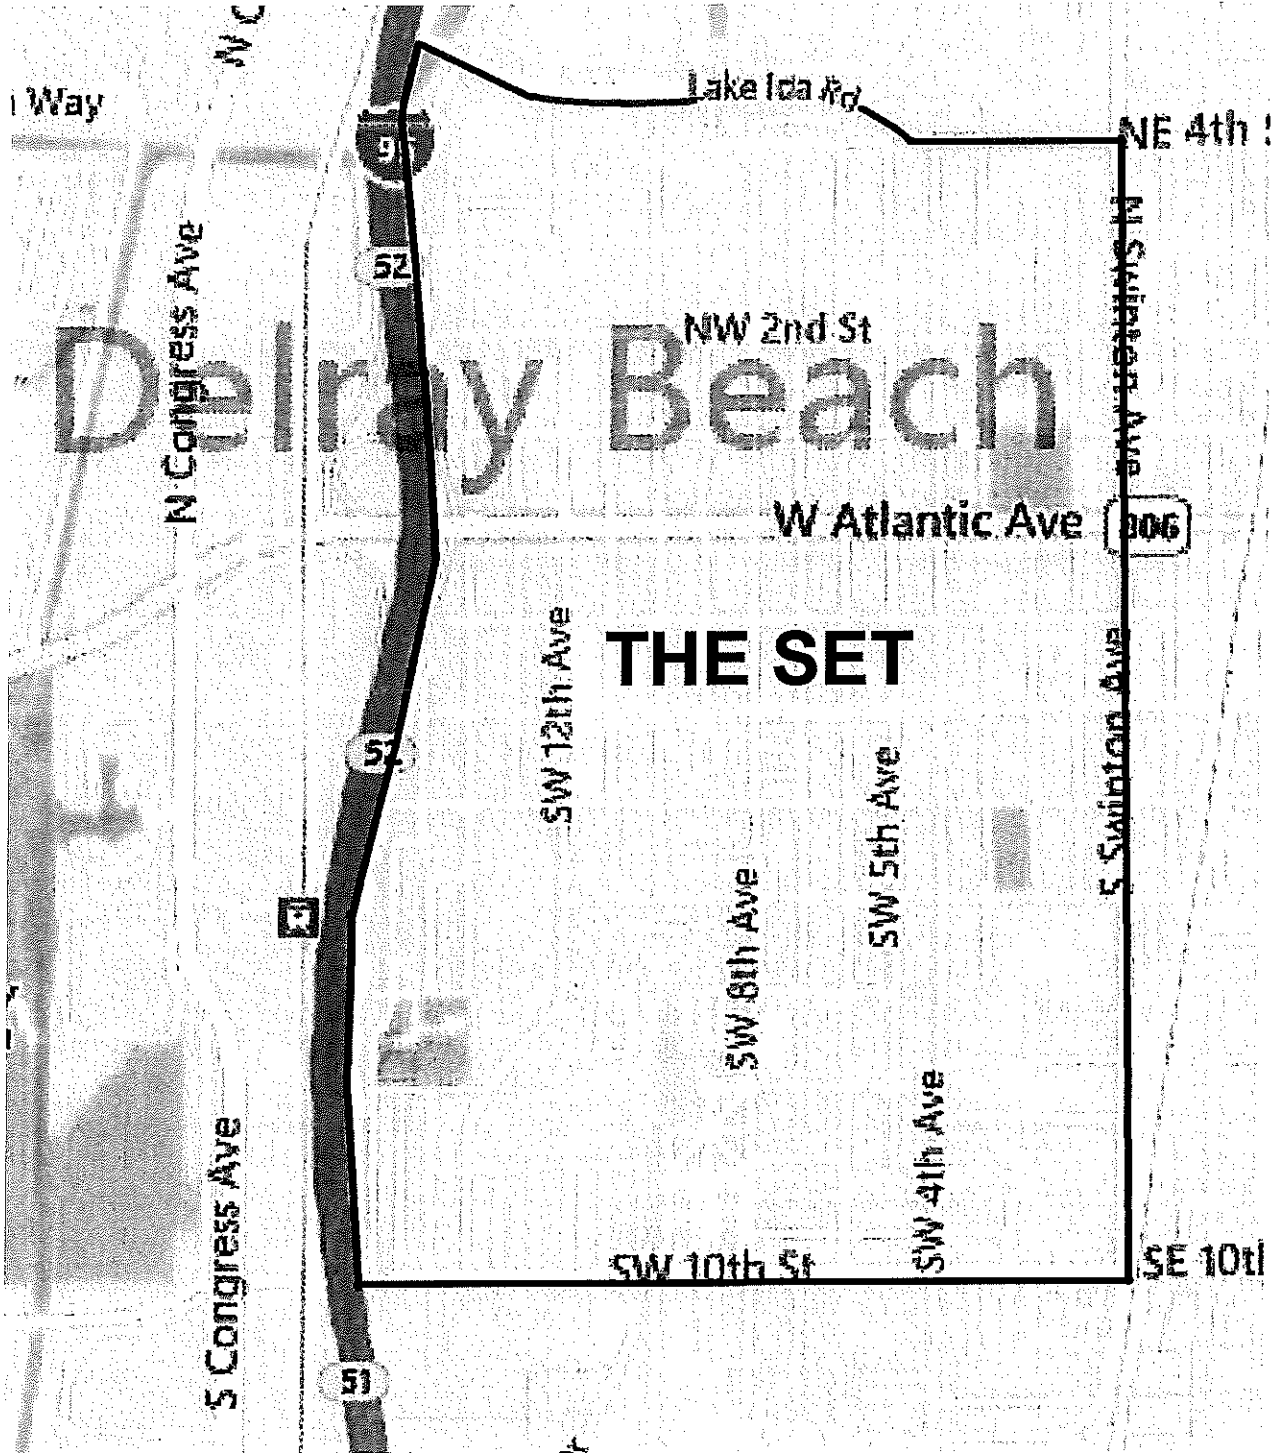 N C
Way
Lake Ida Rd
NE 4th
95
N Swinton Ave
N Congress Ave
52
NW 2nd St
Delray Beach
W Atlantic Ave
806
THE SET
SW 12th Ave
S Swinton Ave
52
SW 5th Ave
SW 8th Ave
SW 4th Ave
S Congress Ave
SW 10th St
SE 10th
51